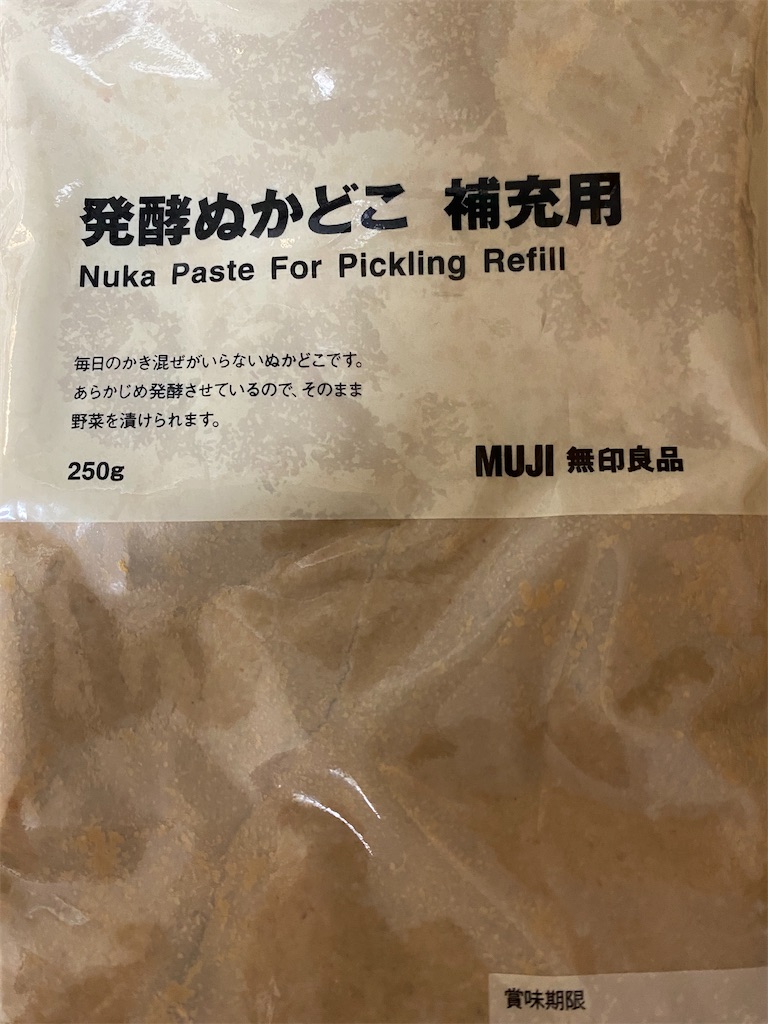 発酵ぬかどこ 補充用
Nuka Paste For Pickling Refill
毎日のかき混ぜがいらないぬかどこです。
あらかじめ発酵させているので、そのまま
野菜を漬けられます。
250g
MUJI 無印良品
賞味期限